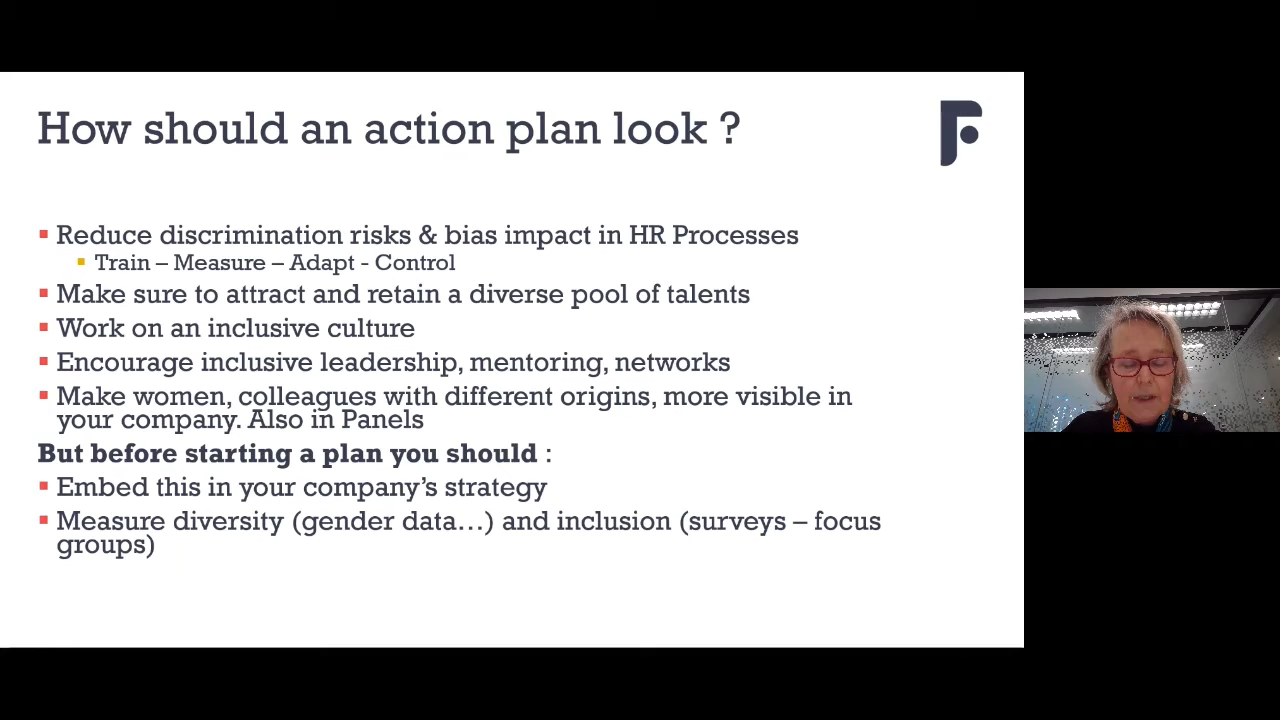 How should an action plan look ?
Reduce discrimination risks & bias impact in HR Processes
Train – Measure – Adapt - Control
Make sure to attract and retain a diverse pool of talents
Work on an inclusive culture
Encourage inclusive leadership, mentoring, networks
Make women, colleagues with different origins, more visible in
your company. Also in Panels
But before starting a plan you should :
Embed this in your company’s strategy
Measure diversity (gender data…) and inclusion (surveys – focus
groups)